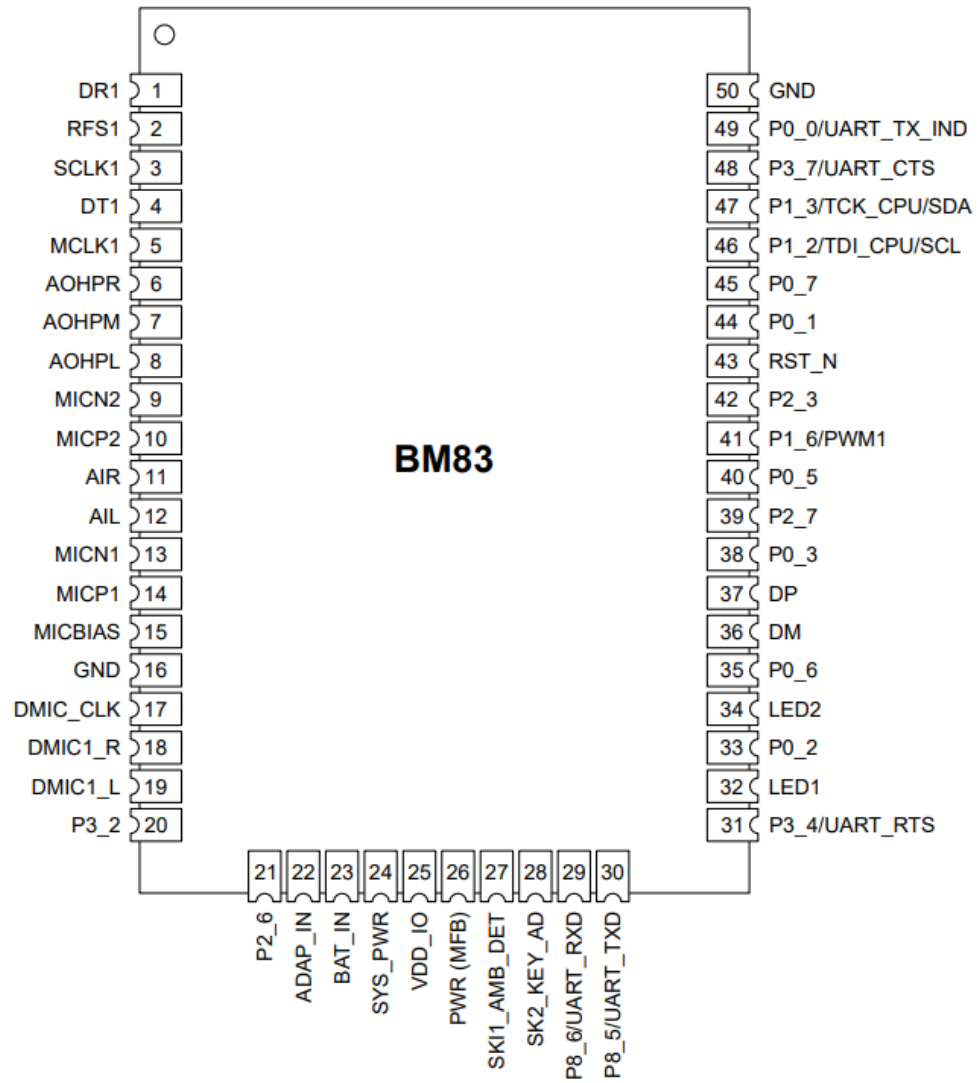 DR1 1
RFS1 2
SCLK1 3
DT1 4
MCLK1 5
AOHPR 6
AOHPM 7
AOHPL 8
MICN2 9
MICP2 10
AIR 11
AIL 12
MICN1 13
MICP1 14
MICBIAS 15
GND 16
DMIC_CLK 17
DMIC1_R 18
DMIC1_L 19
P3_2 20
BM83
50 GND
49 P0_0/UART_TX_IND
48 P3_7/UART_CTS
47 P1_3/TCK_CPU/SDA
46 P1_2/TDI_CPU/SCL
45 P0_7
44 P0_1
43 RST_N
42 P2_3
41 P1_6/PWM1
40 P0_5
39 P2_7
38 P0_3
37 DP
36 DM
35 P0_6
34 LED2
33 P0_2
32 LED1
31 P3_4/UART_RTS
21 P2_6
22 ADAP_IN
23 BAT_IN
24 SYS_PWR
25 VDD_IO
26 PWR (MFB)
27 SKI1_AMB_DET
28 SK2_KEY_AD
29 P8_6/UART_RXD
30 P8_5/UART_TXD